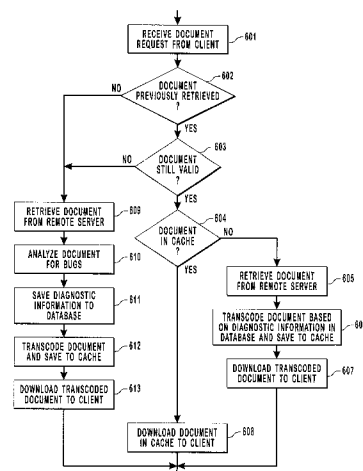 RECEIVE DOCUMENT
REQUEST FROM CLIENT
601
602
NO
DOCUMENT
PREVIOUSLY RETRIEVED
?
YES
603
NO
DOCUMENT
STILL VALID
?
YES
604
DOCUMENT
IN CACHE
?
NO
YES
RETRIEVE DOCUMENT
FROM REMOTE SERVER
609
ANALYZE DOCUMENT
FOR BUGS
610
SAVE DIAGNOSTIC
INFORMATION TO
DATABASE
611
TRANSCODE DOCUMENT
AND SAVE TO CACHE
612
DOWNLOAD TRANSCODED
DOCUMENT TO CLIENT
613
RETRIEVE DOCUMENT
FROM REMOTE SERVER
605
TRANSCODE DOCUMENT BASED
ON DIAGNOSTIC INFORMATION IN
DATABASE AND SAVE TO CACHE
DOWNLOAD TRANSCODED
DOCUMENT TO CLIENT
607
DOWNLOAD DOCUMENT
IN CACHE TO CLIENT
608